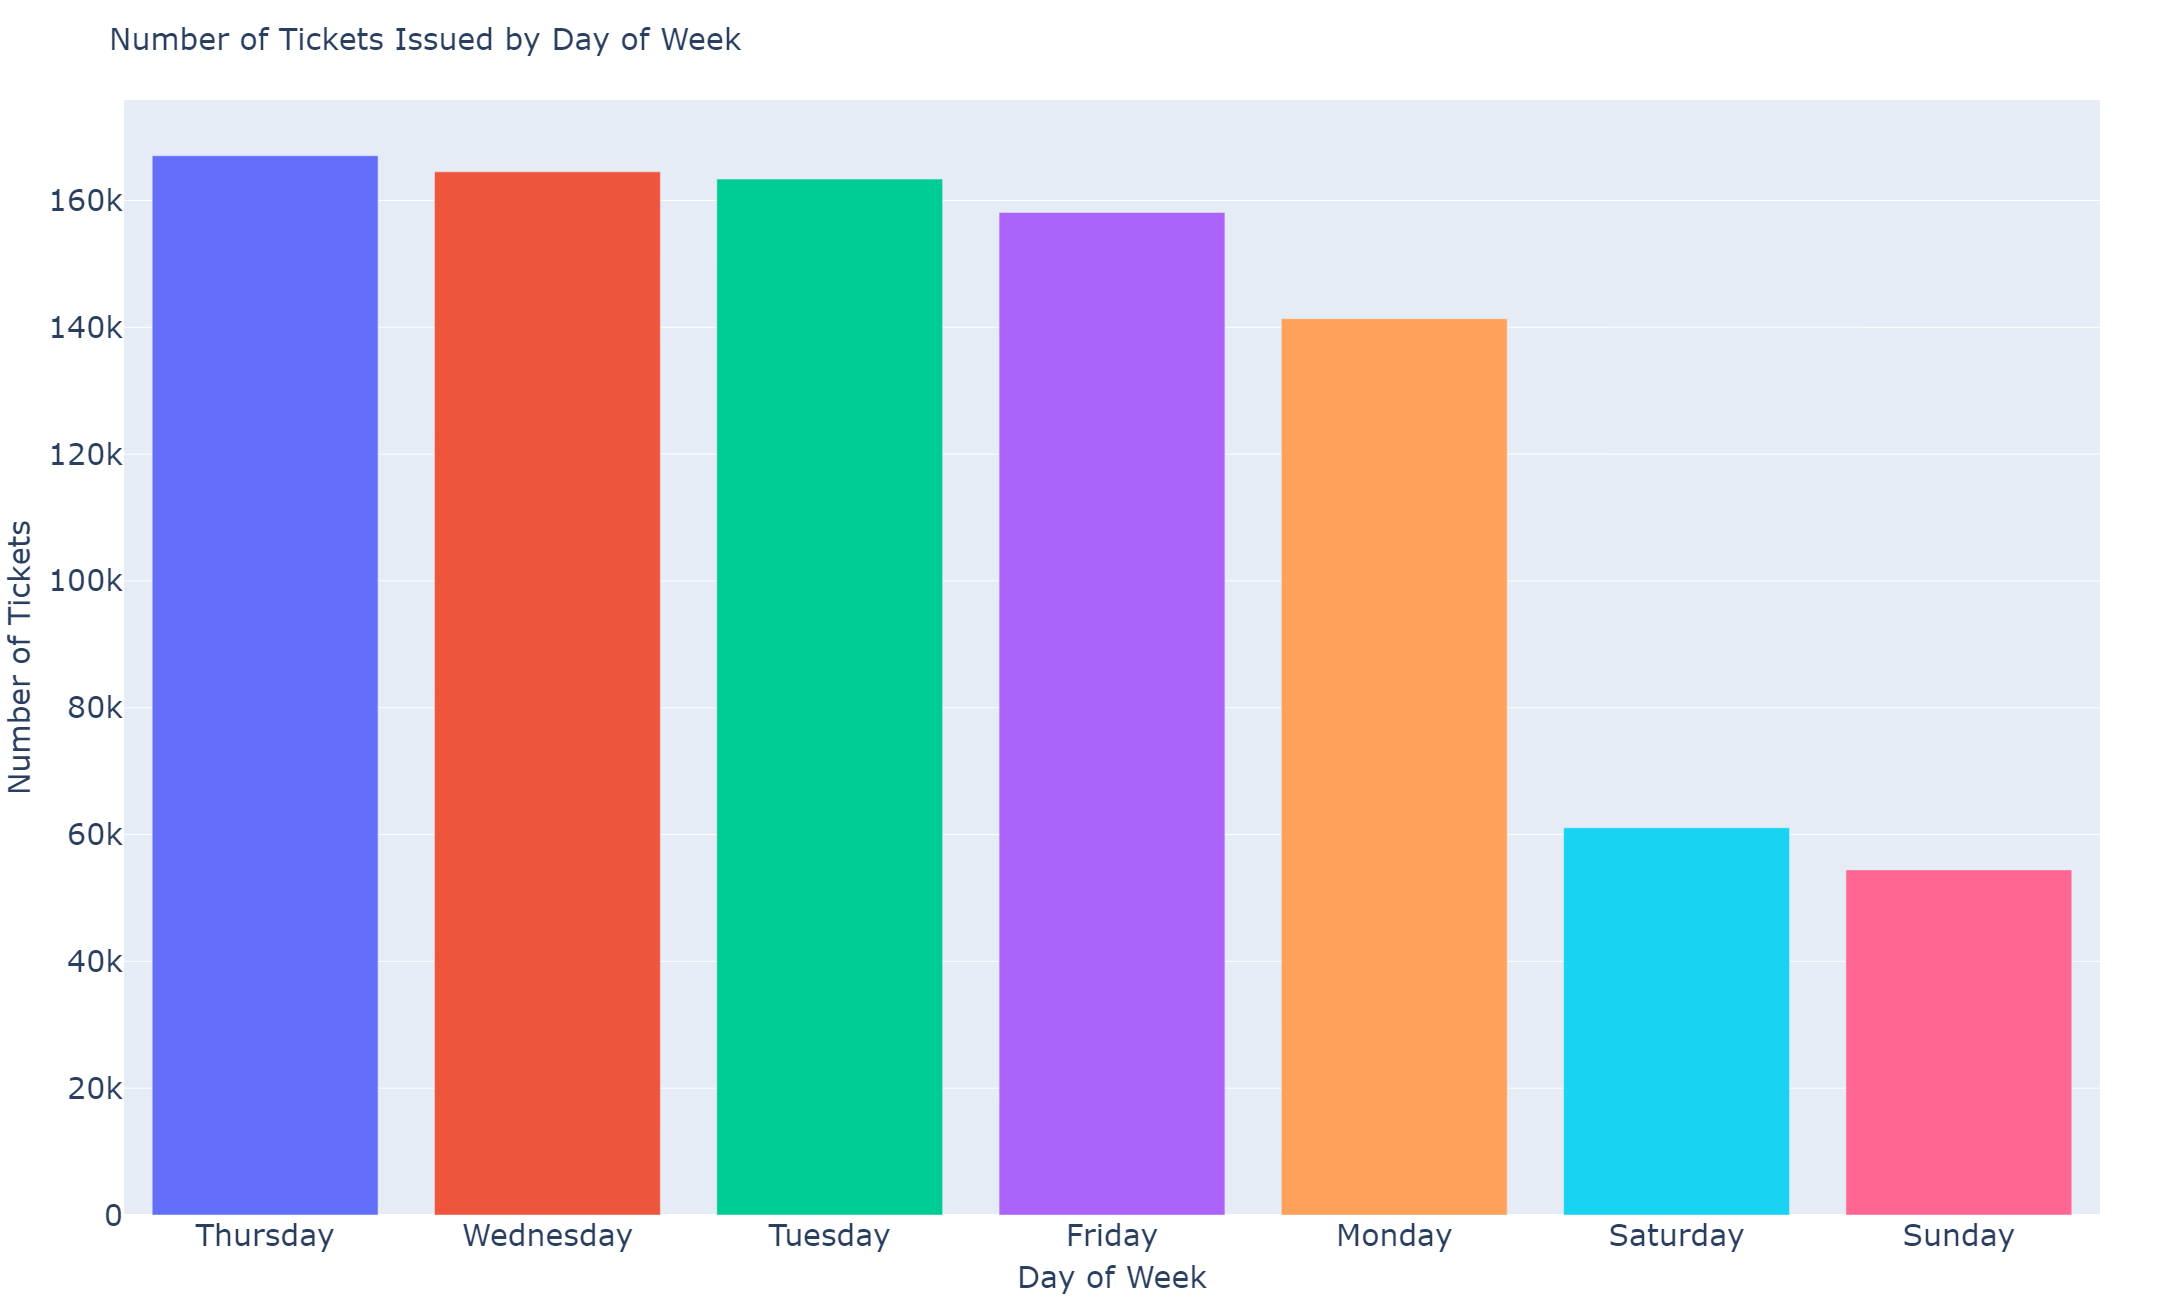 Number of Tickets Issued by Day of Week
160k
140k
120k
100k
80k
60k
40k
20k
0
Number of Tickets
Thursday Wednesday Tuesday Friday Monday Saturday Sunday
Day of Week